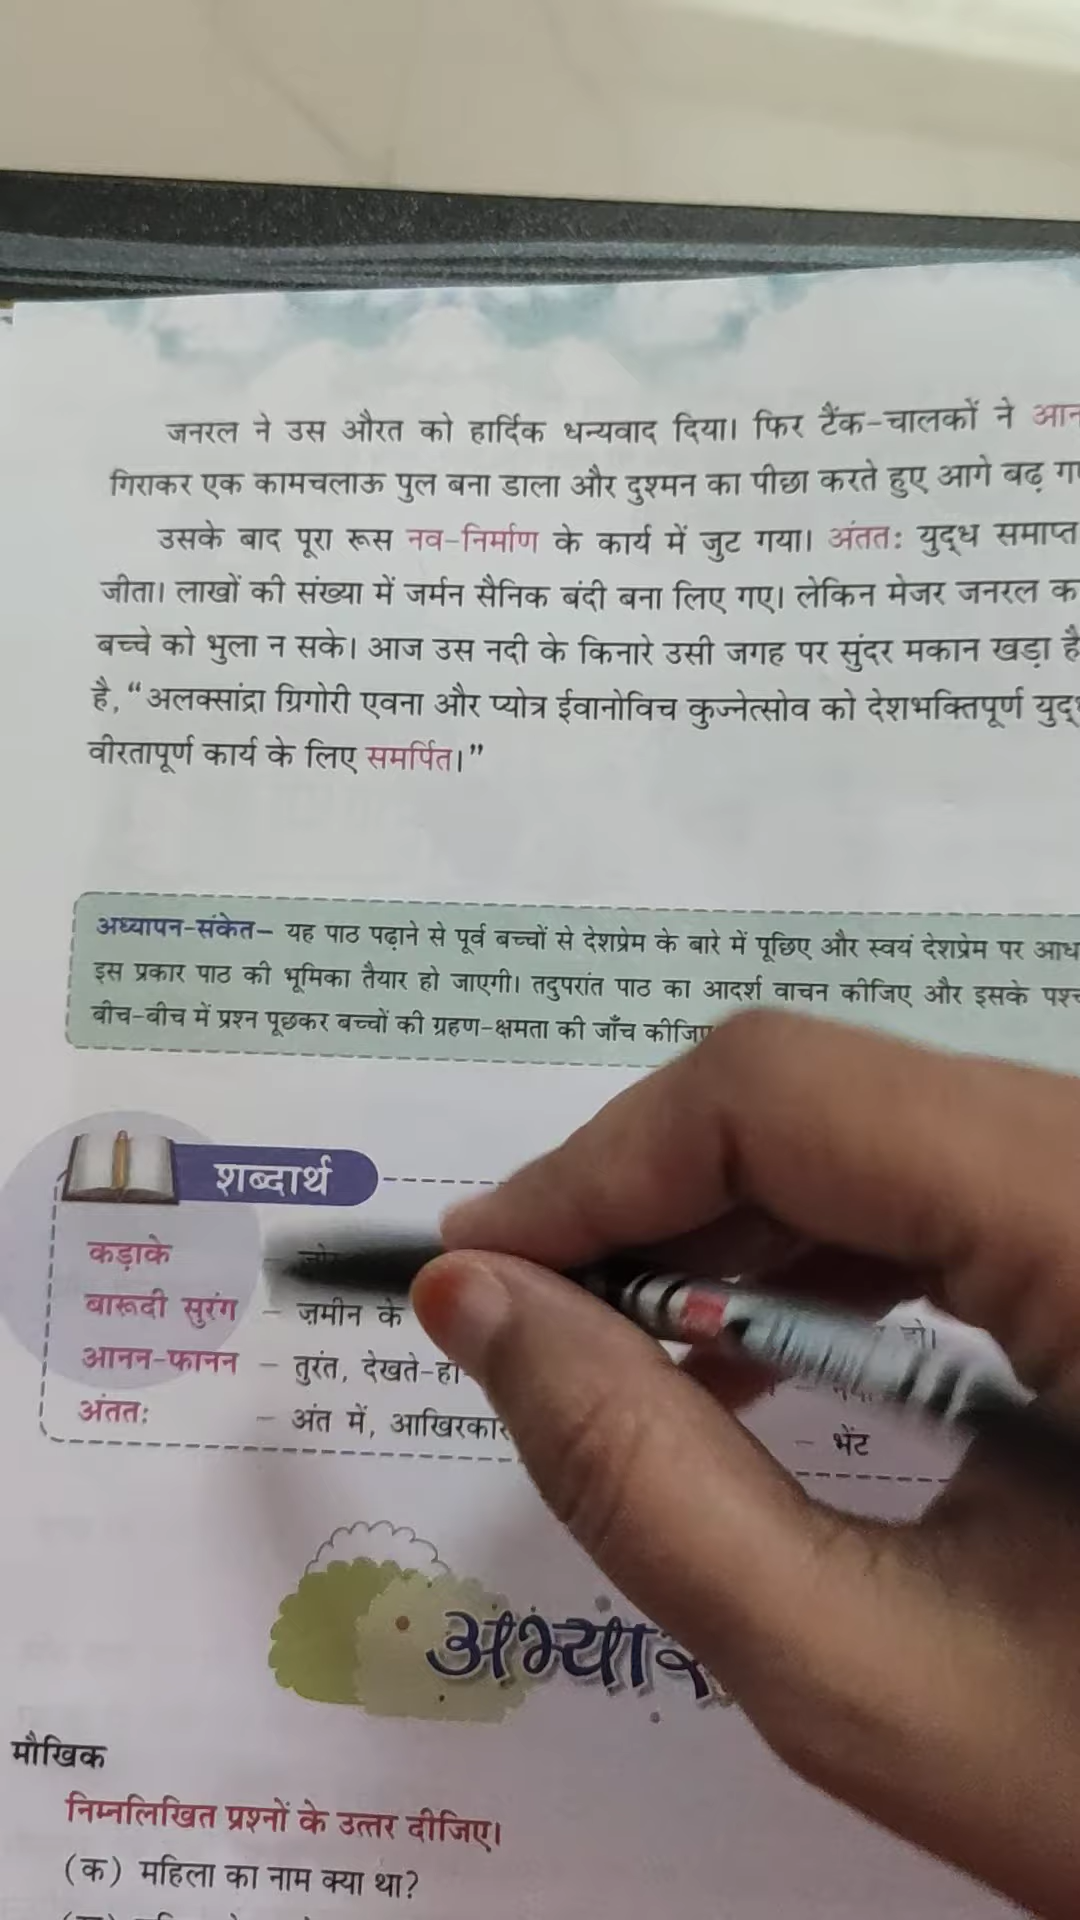 जनरल ने उस औरत को हार्दिक धन्यवाद दिया। फिर टैंक-चालकों ने
गिराकर एक कामचलाऊ पुल बना डाला और दुश्मन का पीछा करते हुए आगे बढ़
उसके बाद पूरा रूस नव-निर्माण के कार्य में जुट गया। अंततः युद्ध समाप्त
जीता। लाखों की संख्या में जर्मन सैनिक बंदी बना लिए गए। लेकिन मेजर जनरल
बच्चे को भुला न सके। आज उस नदी के किनारे उसी जगह पर सुंदर मकान खड़ा है
है, “अलक्सांद्रा ग्रिगोरी एवना और प्योत्र ईवानोविच कुज्नेत्सोव को देशभक्तिपूर्ण
वीरतापूर्ण कार्य के लिए समर्पित।”
अध्यापन-संकेत– यह पाठ पढ़ाने से पूर्व बच्चों से देशप्रेम के बारे में पूछिए और स्वयं देशप्रेम पर
इस प्रकार पाठ की भूमिका तैयार हो जाएगी। तदुपरांत पाठ का आदर्श वाचन कीजिए और इसके
बीच-बीच में प्रश्न पूछकर बच्चों की ग्रहण-क्षमता की जाँच
शब्दार्थ
कड़ाके –
बारूदी सुरंग – ज़मीन के
आनन-फानन – तुरंत,
अंततः – अंत में,
हो।
– भेंट
मौखिक
निम्नलिखित प्रश्नों के उत्तर दीजिए।
(क) महिला का नाम क्या था?